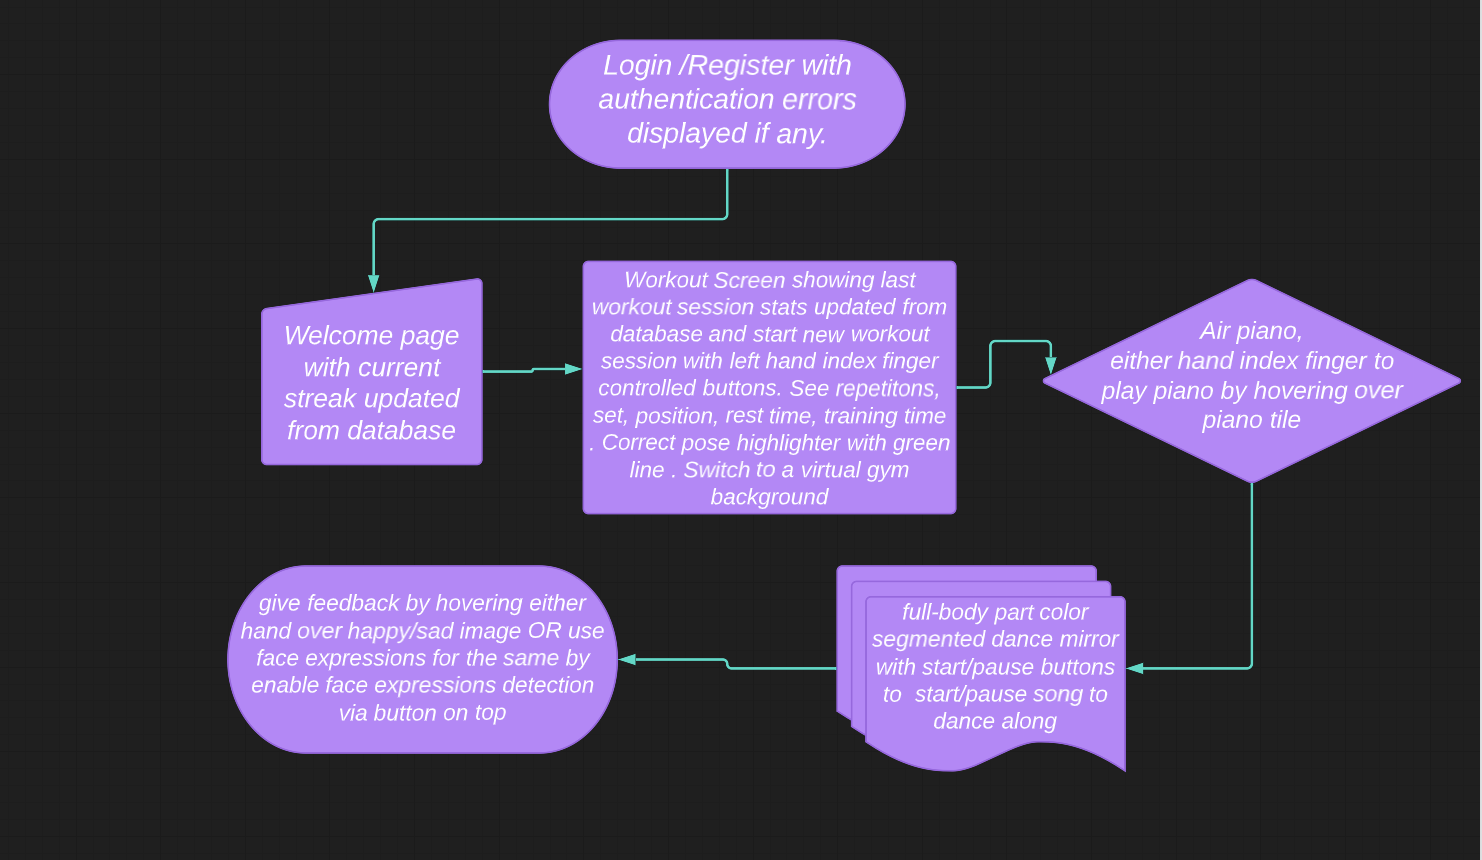 Login /Register with
authentication errors
displayed if any.
Welcome page
with current
streak updated
from database
Workout Screen showing last
workout session stats updated from
database and start new workout
session with left hand index finger
controlled buttons. See repetitons,
set, position, rest time, training time
. Correct pose highlighter with green
line . Switch to a virtual gym
background
Air piano,
either hand index finger to
play piano by hovering over
piano tile
full-body part color
segmented dance mirror
with start/pause buttons
to  start/pause song to
dance along
give feedback by hovering either
hand over happy/sad image OR use
face expressions for the same by
enable face expressions detection
via button on top